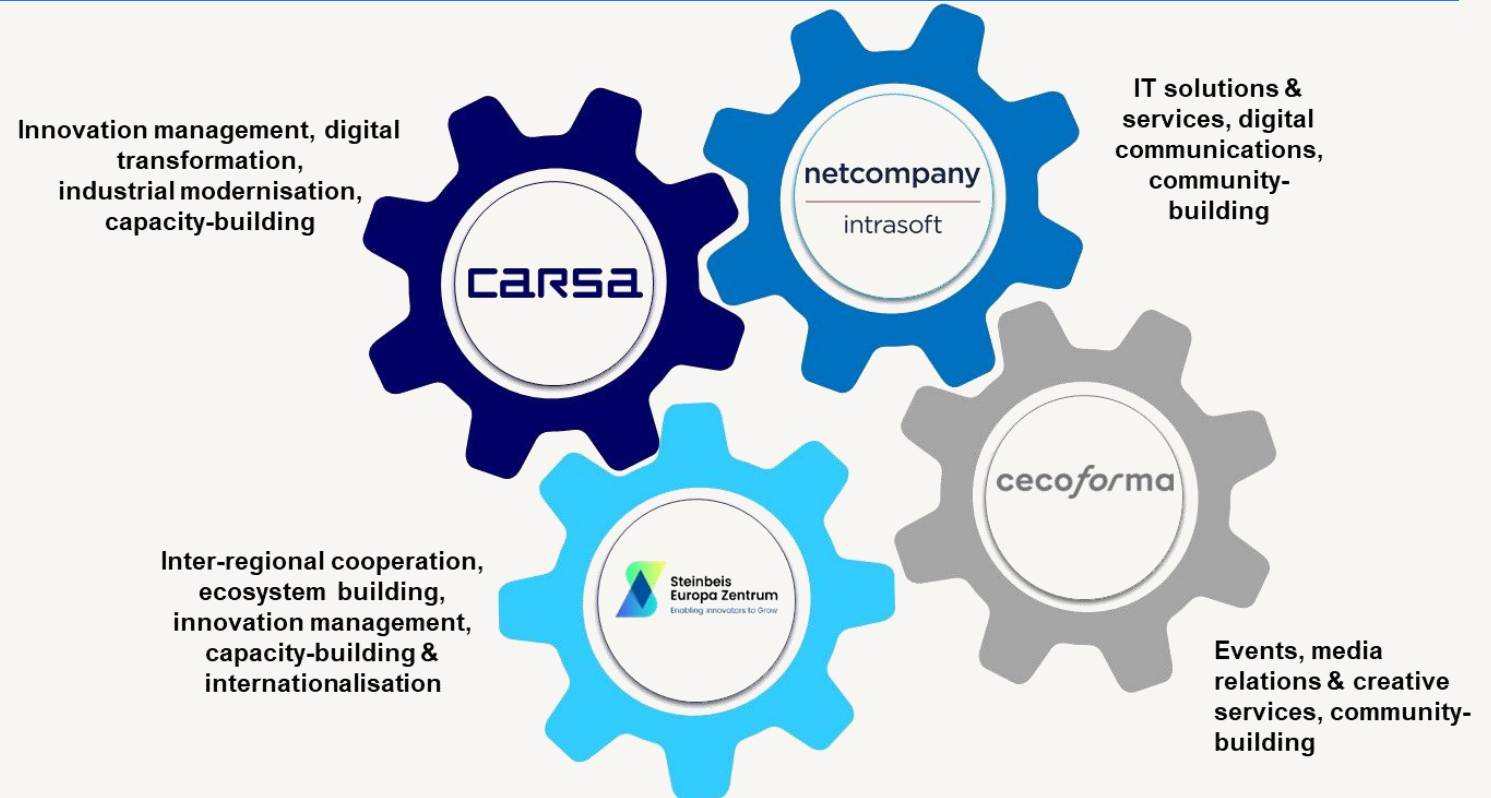 Innovation management, digital
transformation,
industrial modernisation,
capacity-building
CARSA
netcompany
intrasoft
IT solutions &
services, digital
communications,
community-
building
Inter-regional cooperation,
ecosystem building,
innovation management,
capacity-building &
internationalisation
Steinbeis
Europa Zentrum
Enabling Innovators to Grow
cecoforma
Events, media
relations & creative
services, community-
building